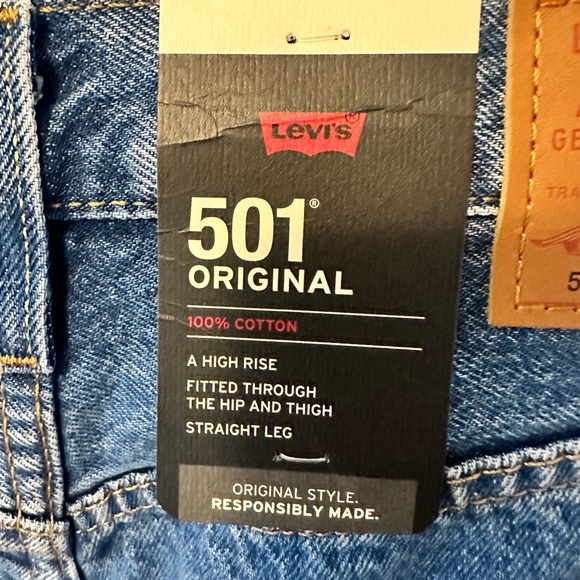 Levi's®
501®
ORIGINAL
100% COTTON
A HIGH RISE
FITTED THROUGH
THE HIP AND THIGH
STRAIGHT LEG
ORIGINAL STYLE.
RESPONSIBLY MADE.